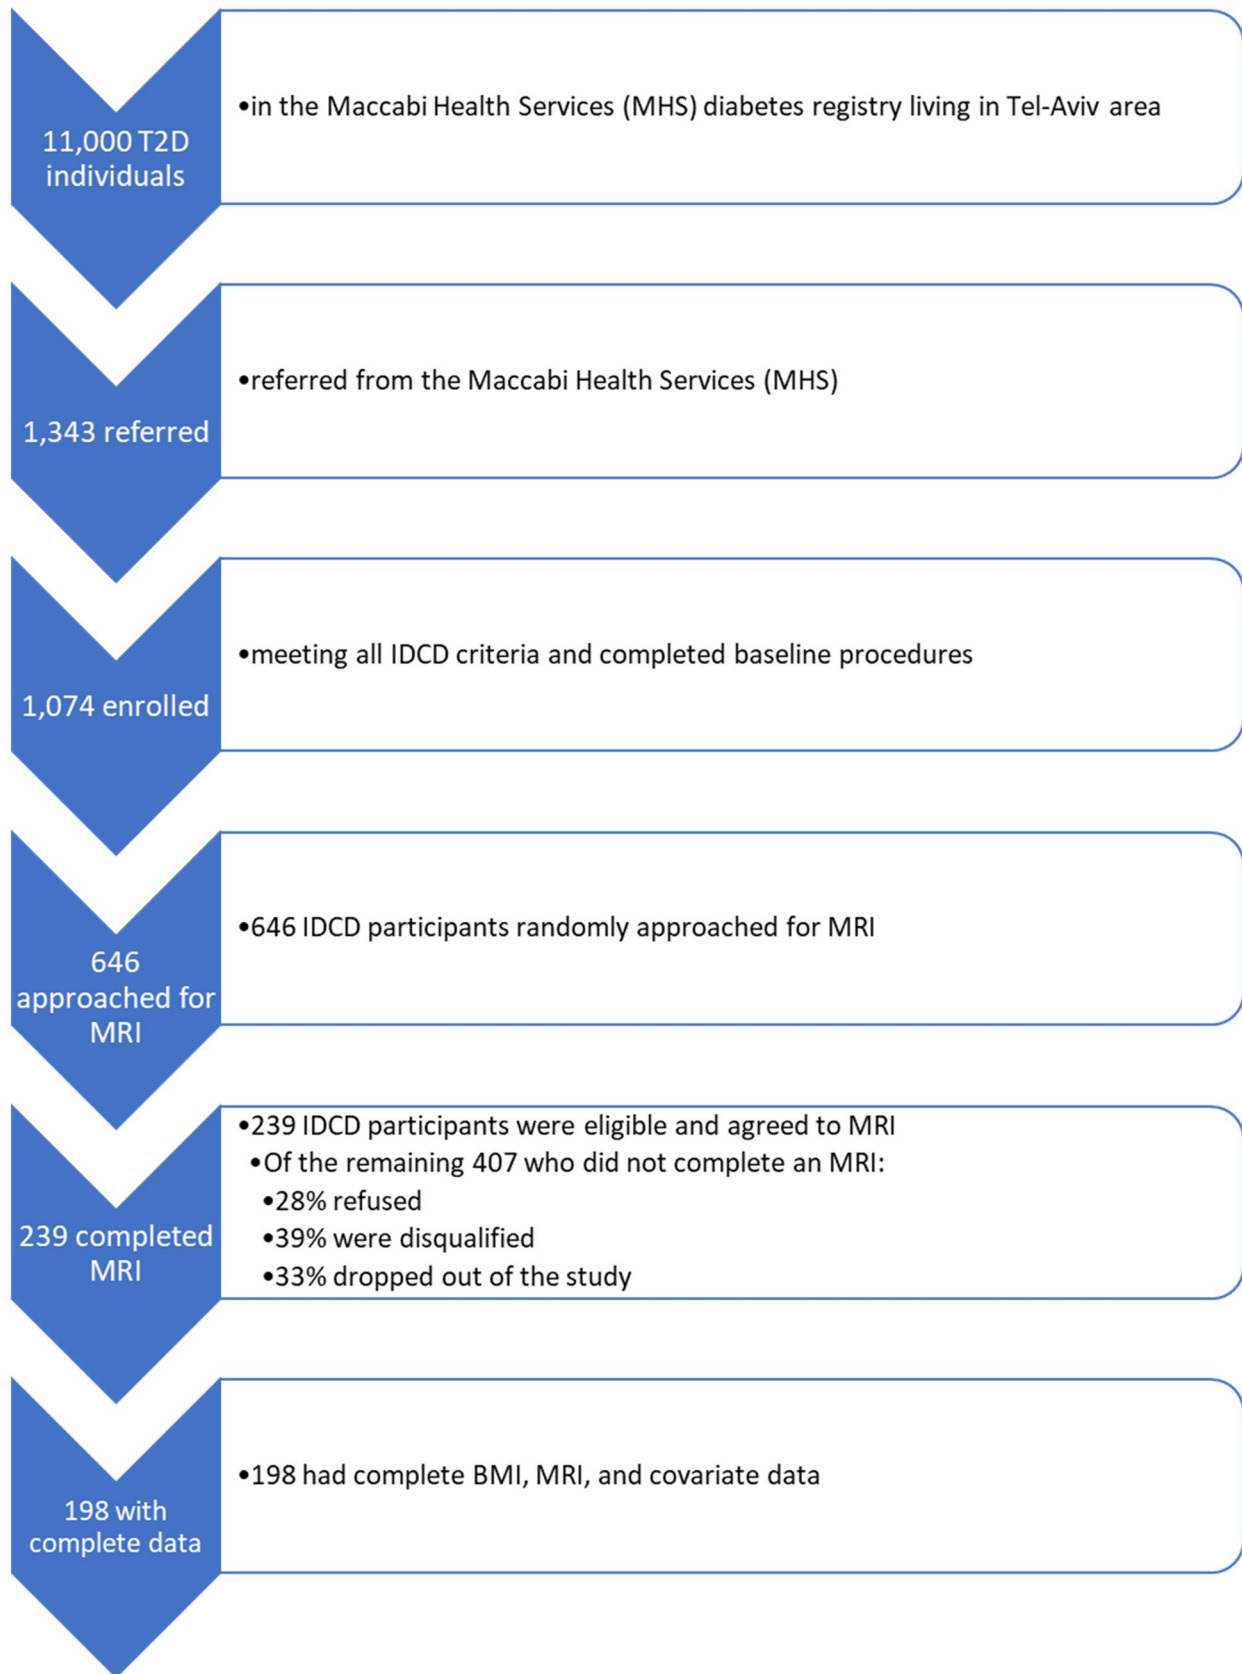 11,000 T2D
individuals
•in the Maccabi Health Services (MHS) diabetes registry living in Tel-Aviv area
1,343 referred
•referred from the Maccabi Health Services (MHS)
1,074 enrolled
•meeting all IDCD criteria and completed baseline procedures
646
approached for
MRI
•646 IDCD participants randomly approached for MRI
239 completed
MRI
•239 IDCD participants were eligible and agreed to MRI
•Of the remaining 407 who did not complete an MRI:
•28% refused
•39% were disqualified
•33% dropped out of the study
198 with
complete data
•198 had complete BMI, MRI, and covariate data